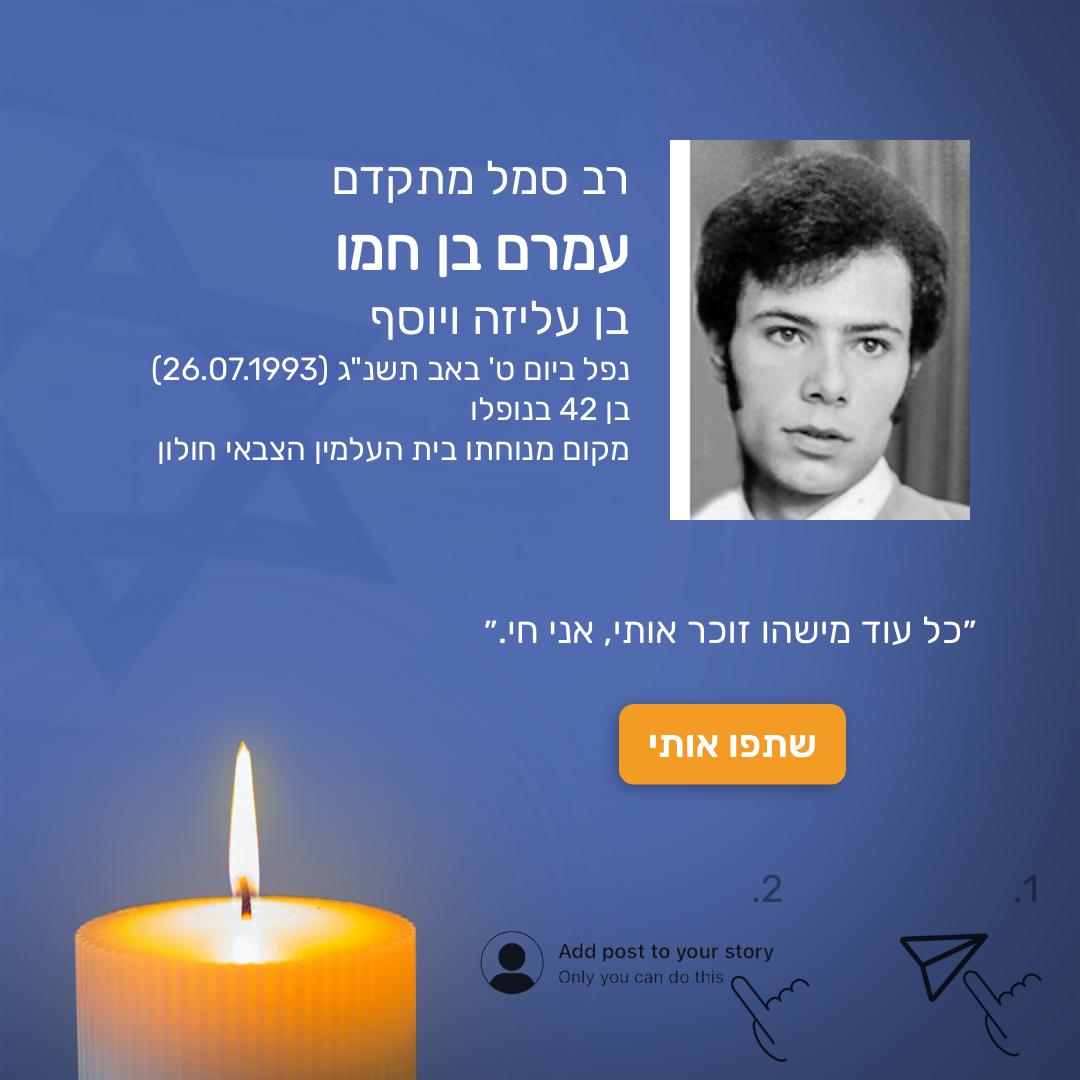 רב סמל מתקדם
עמרם בן חמו
בן עליזה ויוסף
נפל ביום ט' באב תשנ"ג (26.07.1993)
בן 42 בנופלו
מקום מנוחתו בית העלמין הצבאי חולון
״כל עוד מישהו זוכר אותי, אני חי.״
שתפו אותי
.1
.2
Add post to your story
Only you can do this